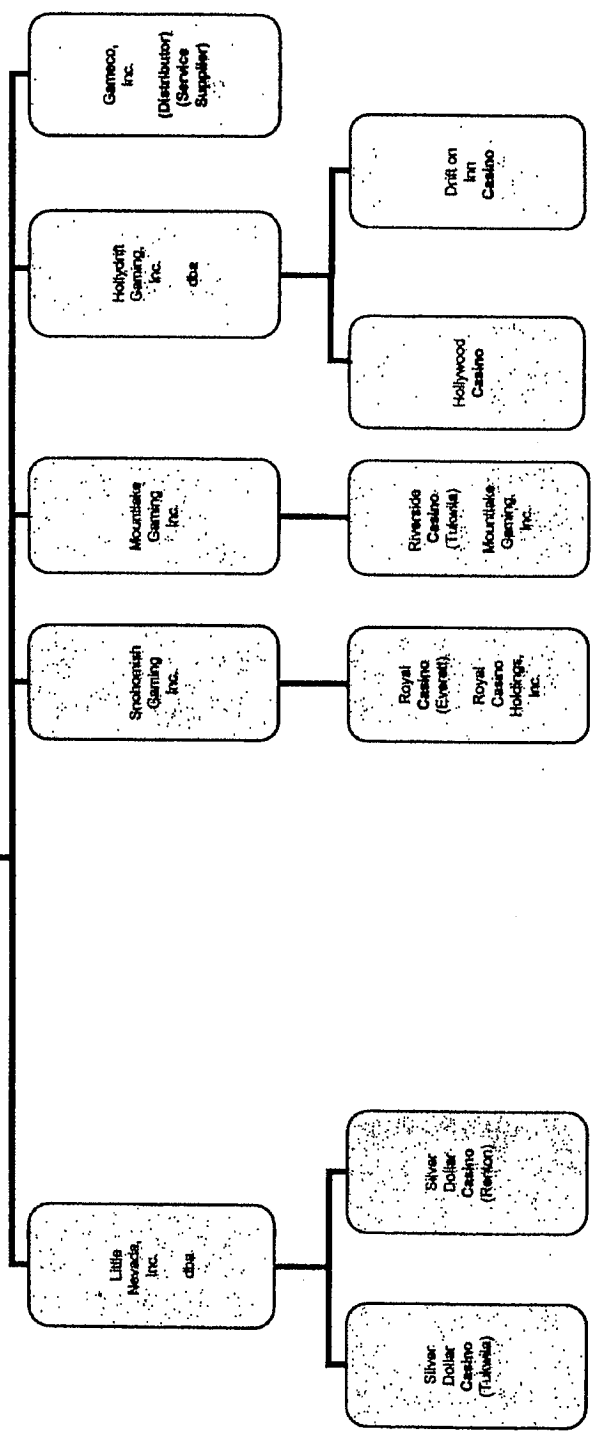 Little
Nevada,
Inc.
dba
Snohomish
Gaming
Inc.
Mountlake
Gaming
Inc.
Hollydrift
Gaming,
Inc.
dba
Gameco,
Inc.
(Distributor)
(Service
Supplier)
Silver
Dollar
Casino
(Tukwila)
Silver
Dollar
Casino
(Renton)
Royal
Casino
(Everett)
Royal
Casino
Holdings,
Inc.
Riverside
Casino
(Tukwila)
Mountlake
Gaming,
Inc.
Hollywood
Casino
Drift on
Inn
Casino